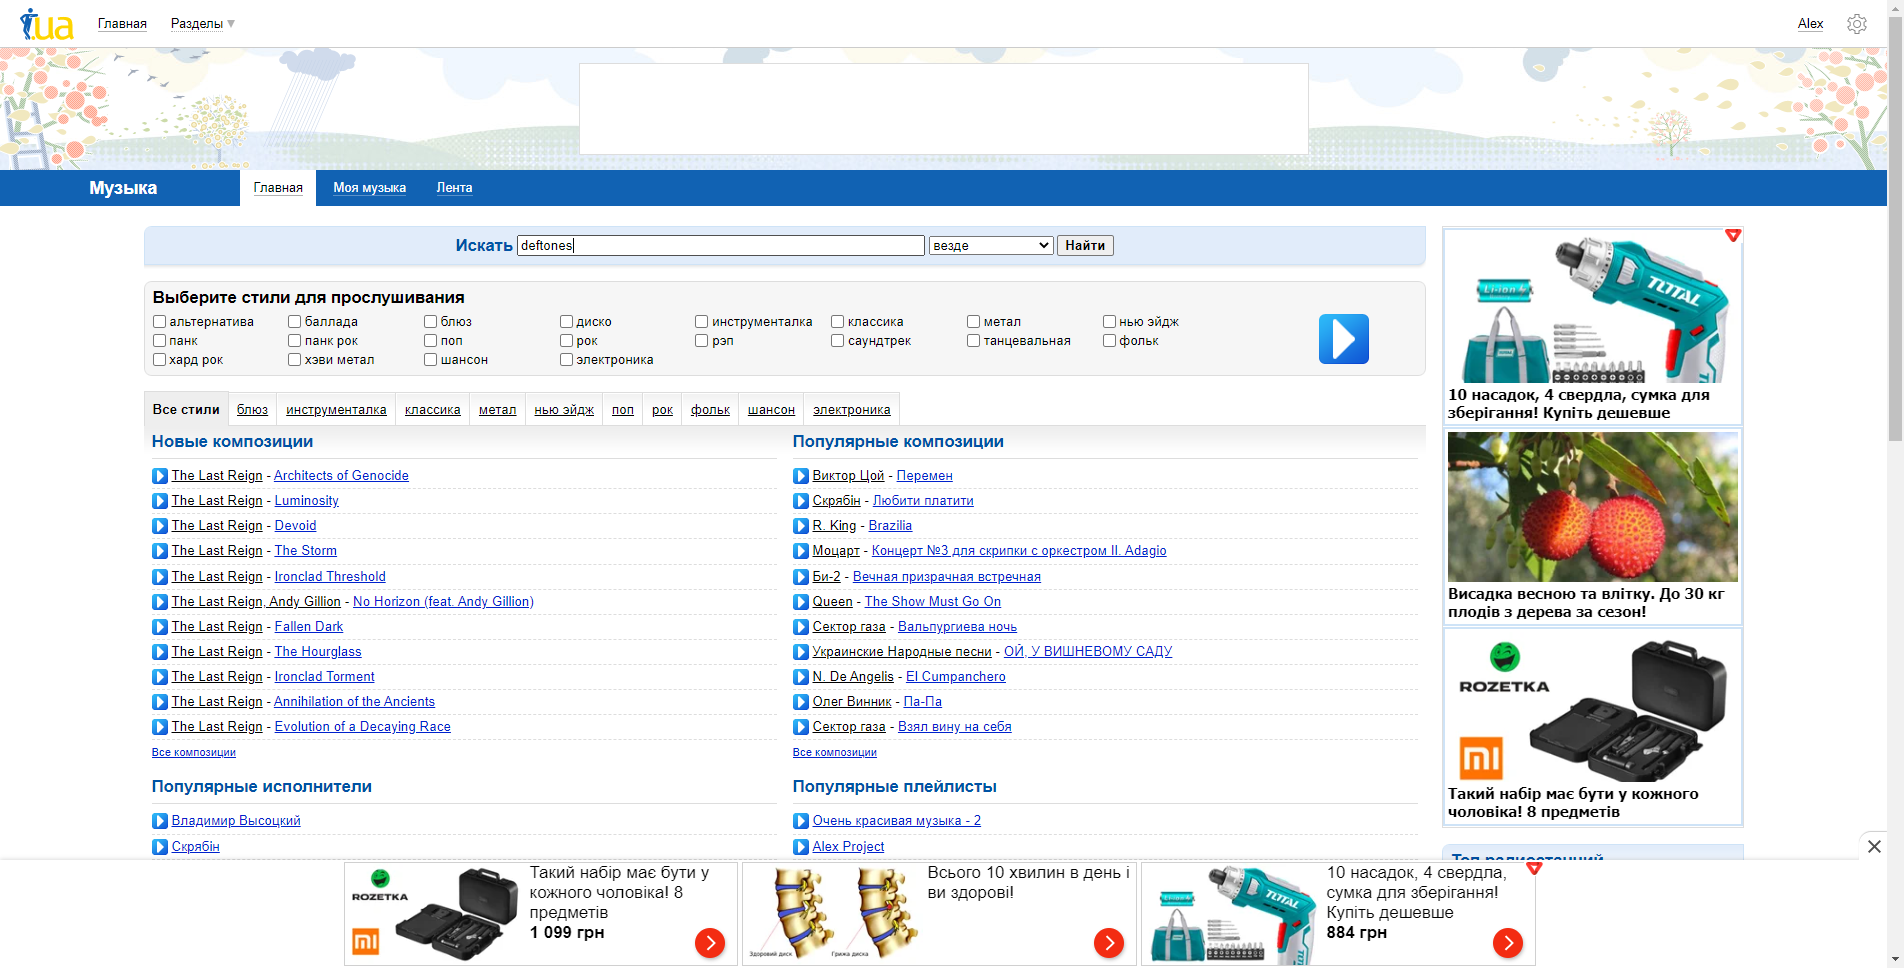 .ua Главная Разделы Alex
Музыка Главная Моя музыка Лента
Искать deftones везде Найти
Выберите стили для прослушивания
альтернатива баллада блюз диско инструменталка классика метал нью эйдж
панк панк рок поп рок рэп саундтрек танцевальная фольк
хард рок хэви метал шансон электроника
Все стили блюз инструменталка классика метал нью эйдж поп рок фольк шансон электроника
Новые композиции
The Last Reign - Architects of Genocide
The Last Reign - Luminosity
The Last Reign - Devoid
The Last Reign - The Storm
The Last Reign - Ironclad Threshold
The Last Reign, Andy Gillion - No Horizon (feat. Andy Gillion)
The Last Reign - Fallen Dark
The Last Reign - The Hourglass
The Last Reign - Ironclad Torment
The Last Reign - Annihilation of the Ancients
The Last Reign - Evolution of a Decaying Race
Все композиции
Популярные композиции
Виктор Цой - Перемен
Скрябін - Любити платити
R. King - Brazilia
Моцарт - Концерт №3 для скрипки с оркестром II. Adagio
Би-2 - Вечная призрачная встречная
Queen - The Show Must Go On
Сектор газа - Вальпургиева ночь
Украинские Народные песни - ОЙ, У ВИШНЕВОМУ САДУ
N. De Angelis - El Cumpanchero
Олег Винник - Па-Па
Сектор газа - Взял вину на себя
Все композиции
Популярные исполнители
Владимир Высоцкий
Скрябін
Популярные плейлисты
Очень красивая музыка - 2
Alex Project
Li-ion
TOTAL
10 насадок, 4 свердла, сумка для
зберігання! Купіть дешевше
Висадка весною та влітку. До 30 кг
плодів з дерева за сезон!
ROZETKA
MI
Такий набір має бути у кожного
чоловіка! 8 предметів
Топ радиостанций
ROZETKA
MI
Такий набір має бути у
кожного чоловіка! 8
предметів
1 099 грн
Здоровий диск Грижа диска
Всього 10 хвилин в день і
ви здорові!
TOTAL
10 насадок, 4 свердла,
сумка для зберігання!
Купіть дешевше
884 грн